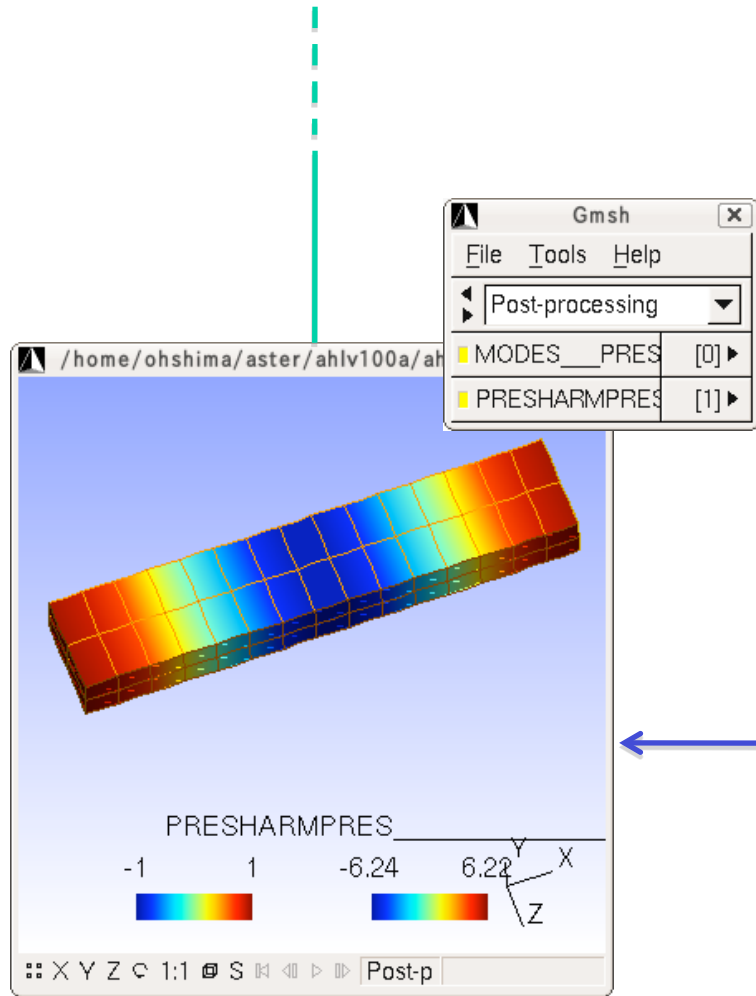 Gmsh
File Tools Help
Post-processing
MODES___PRES [0]
PRESHARMPRES [1]
/home/ohshima/aster/ahlv100a/ah
PRESHARMPRES
-1 1 -6.24 6.22
Y
X
Z
X Y Z 1:1 S Post-p